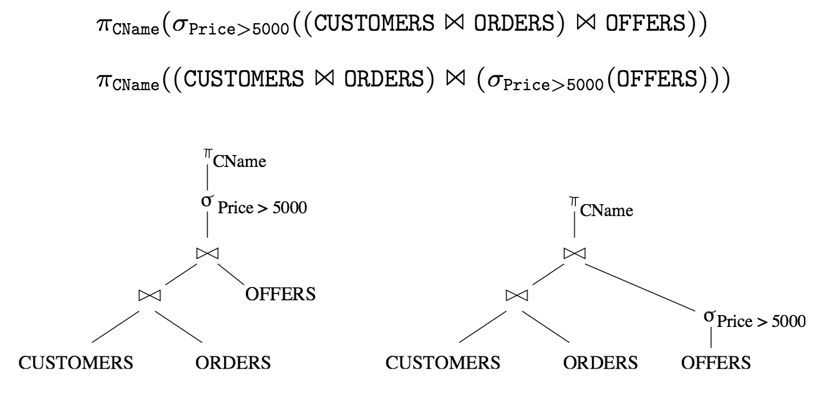 π_CName(σ_Price>5000((CUSTOMERS ⋈ ORDERS) ⋈ OFFERS))
π_CName((CUSTOMERS ⋈ ORDERS) ⋈ (σ_Price>5000(OFFERS)))
π CName
σ Price > 5000
⋈
⋈ OFFERS
CUSTOMERS ORDERS
π CName
⋈
⋈
σ Price > 5000
CUSTOMERS ORDERS OFFERS